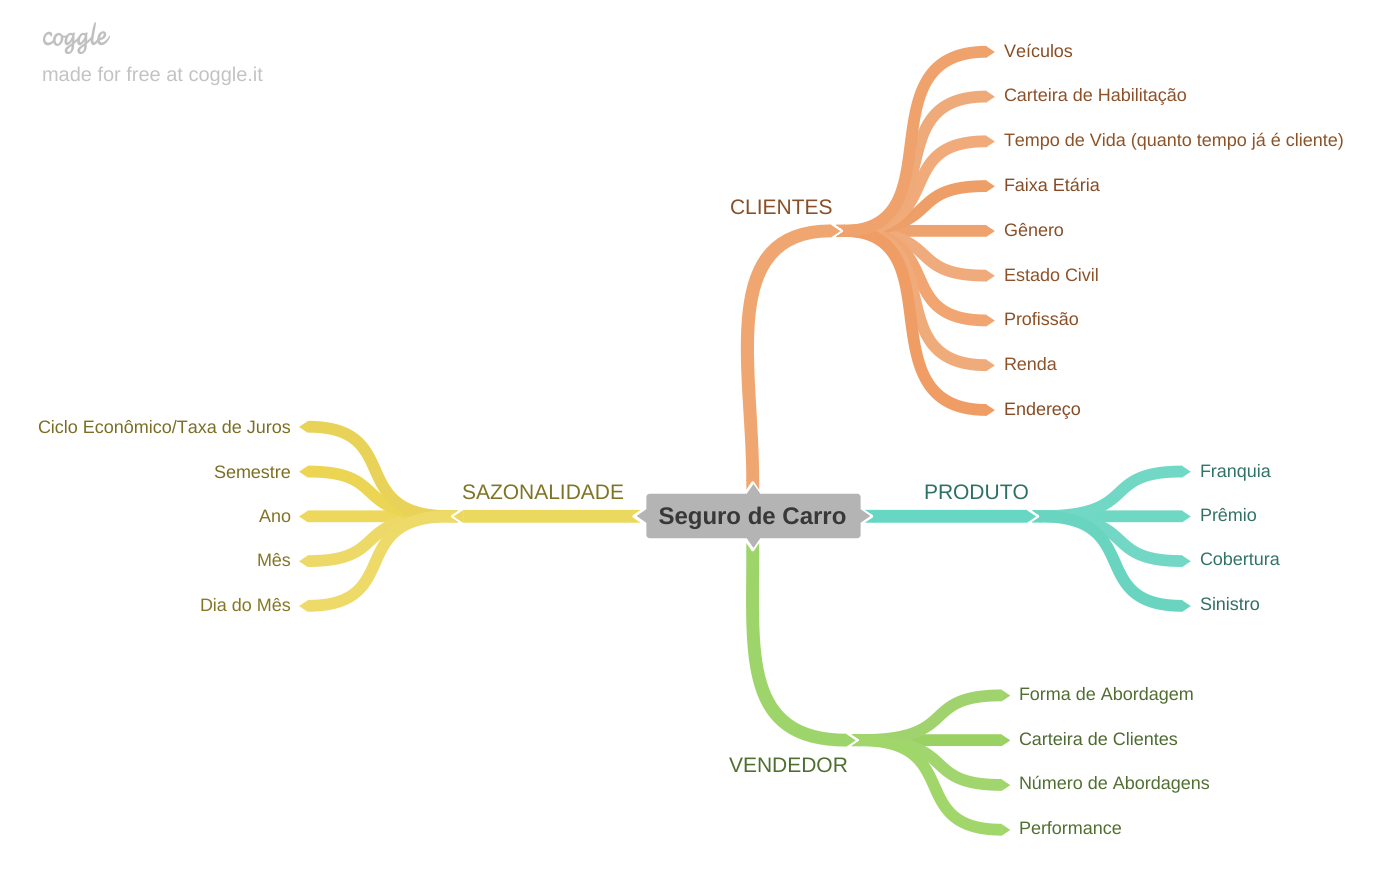 coggle
made for free at coggle.it
CLIENTES
Veículos
Carteira de Habilitação
Tempo de Vida (quanto tempo já é cliente)
Faixa Etária
Gênero
Estado Civil
Profissão
Renda
Endereço
Seguro de Carro
PRODUTO
Franquia
Prêmio
Cobertura
Sinistro
VENDEDOR
Forma de Abordagem
Carteira de Clientes
Número de Abordagens
Performance
SAZONALIDADE
Ciclo Econômico/Taxa de Juros
Semestre
Ano
Mês
Dia do Mês